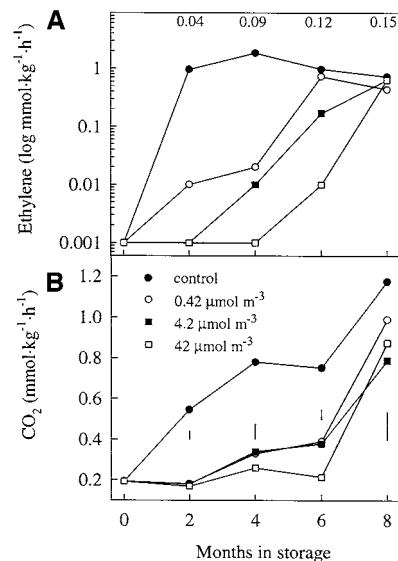 A
0.04 0.09 0.12 0.15
Ethylene (log mmol·kg⁻¹·h⁻¹)
1
0.1
0.01
0.001
B
CO₂ (mmol·kg⁻¹·h⁻¹)
1.2
1.0
0.8
0.6
0.4
0.2
control
0.42 μmol m⁻³
4.2 μmol m⁻³
42 μmol m⁻³
0 2 4 6 8
Months in storage